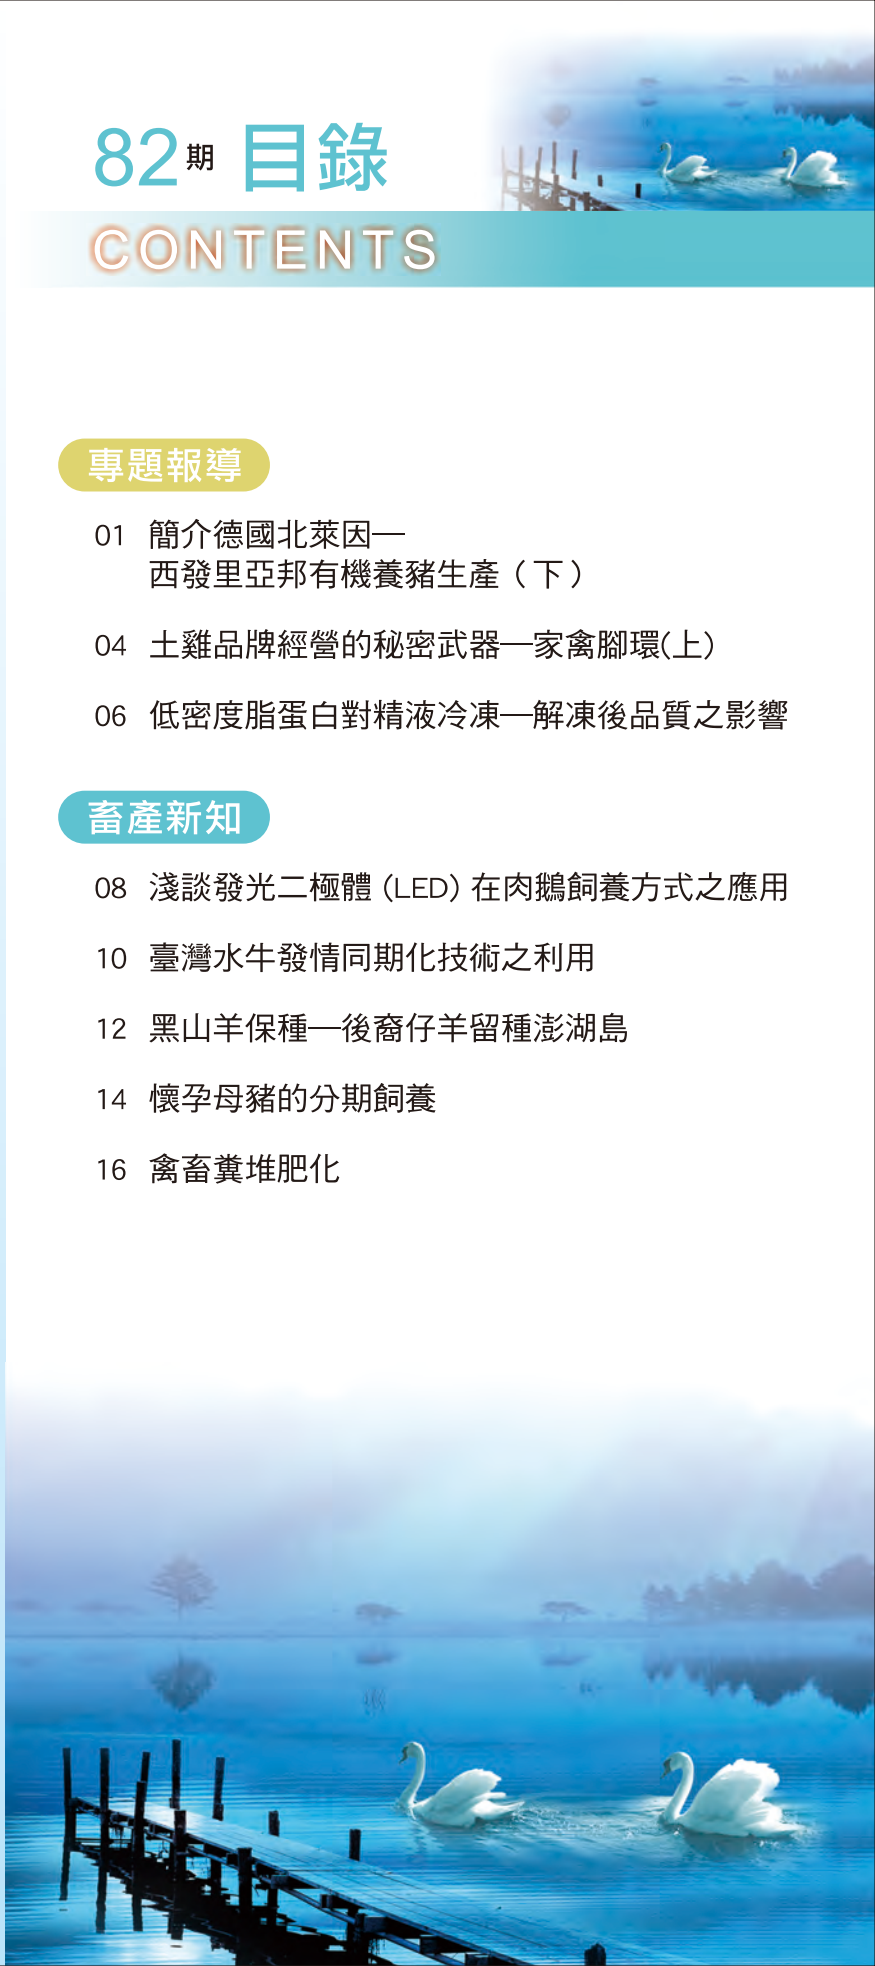 82期 目錄
CONTENTS
專題報導
01 簡介德國北萊因—
西發里亞邦有機養豬生產（下）
04 土雞品牌經營的秘密武器—家禽腳環(上)
06 低密度脂蛋白對精液冷凍—解凍後品質之影響
畜產新知
08 淺談發光二極體（LED）在肉鵝飼養方式之應用
10 臺灣水牛發情同期化技術之利用
12 黑山羊保種—後裔仔羊留種澎湖島
14 懷孕母豬的分期飼養
16 禽畜糞堆肥化